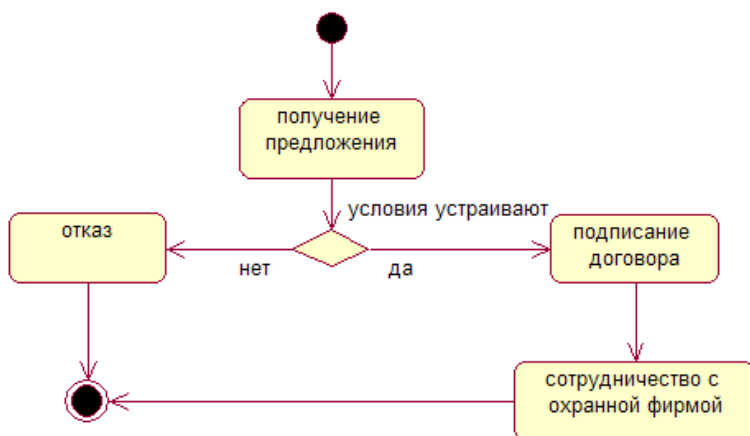 получение
предложения
условия устраивают
отказ
подписание
договора
нет
да
сотрудничество с
охранной фирмой